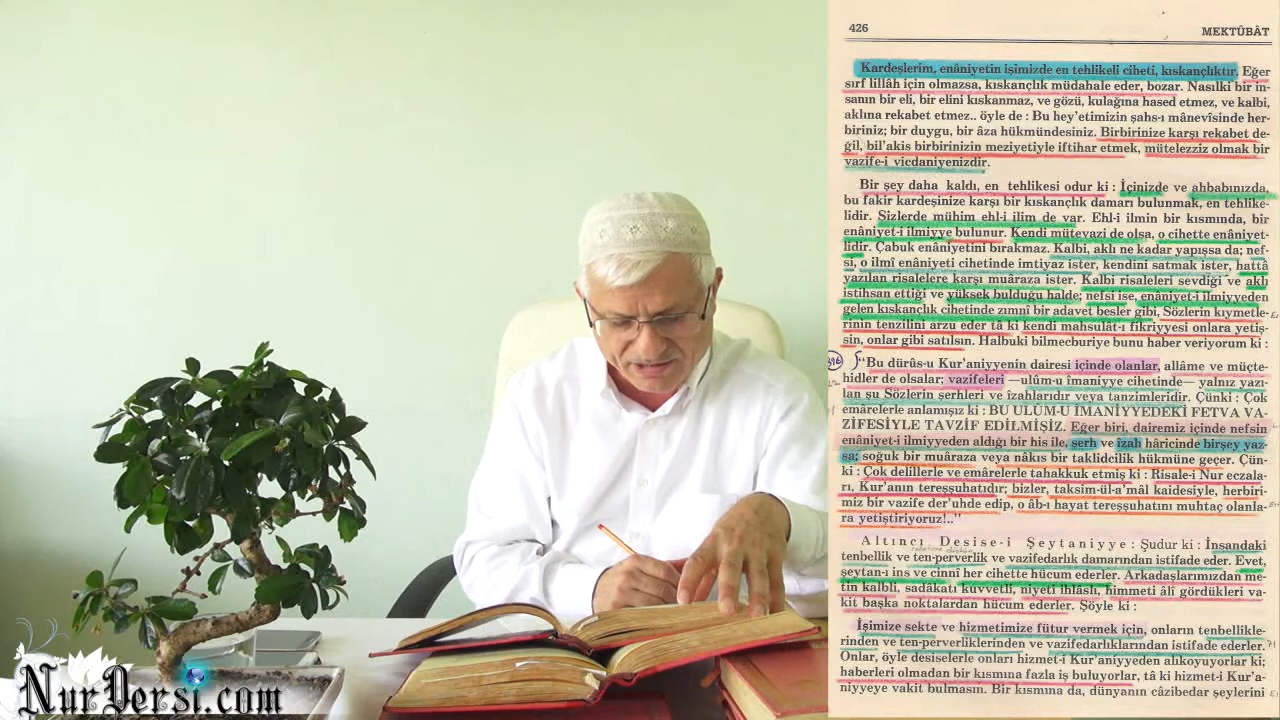 426
MEKTÛBÂT
Kardeşlerim, enâniyetin işimizde en tehlikeli ciheti, kıskançlıktır. Eğer
sırf lillâh için olmazsa, kıskançlık müdahale eder, bozar. Nasılki bir in-
sanın bir eli, bir elini kıskanmaz, ve gözü, kulağına hased etmez, ve kalbi,
aklına rekabet etmez.. öyle de : Bu hey'etimizin şahs-ı mânevîsinde her-
biriniz; bir duygu, bir âza hükmündesiniz. Birbirinize karşı rekabet de-
ğil, bil'akis birbirinizin meziyetiyle iftihar etmek, mütelezziz olmak bir
vazife-i vicdaniyenizdir.
Bir şey daha kaldı, en tehlikesi odur ki : İçinizde ve ahbabınızda,
bu fakir kardeşinize karşı bir kıskançlık damarı bulunmak, en tehlike-
lidir. Sizlerde mühim ehl-i ilim de var. Ehl-i ilmin bir kısmında, bir
enâniyet-i ilmiyye bulunur. Kendi mütevazi de olsa, o cihette enâniyet-
lidir. Çabuk enâniyetini bırakmaz. Kalbi, aklı ne kadar yapışsa da; nef-
si, o ilmî enâniyeti cihetinde imtiyaz ister, kendini satmak ister, hattâ
yazılan risalelere karşı muâraza ister. Kalbi risaleleri sevdiği ve aklı
istihsan ettiği ve yüksek bulduğu halde; nefsi ise, enâniyet-i ilmiyyeden
gelen kıskançlık cihetinde zımnî bir adavet besler gibi, Sözlerin kıymetle-
rinin tenzilini arzu eder tâ ki kendi mahsulât-ı fikriyyesi onlara yetiş-
sin, onlar gibi satılsın. Halbuki bilmecburiye bunu haber veriyorum ki :
"Bu dürûs-u Kur'aniyyenin dairesi içinde olanlar, allâme ve müçte-
hidler de olsalar; vazifeleri —ulûm-u îmaniyye cihetinde— yalnız yazı-
lan şu Sözlerin şerhleri ve îzahlarıdır veya tanzimleridir. Çünki : Çok
emârelerle anlamışız ki : BU ULÛM-U İMANİYYEDEKİ FETVA VA-
ZİFESİYLE TAVZİF EDİLMİŞİZ. Eğer biri, dairemiz içinde nefsin
enâniyet-i ilmiyyeden aldığı bir his ile, şerh ve îzah hâricinde birşey yaz-
sa; soğuk bir muâraza veya nâkıs bir taklidcilik hükmüne geçer. Çün-
ki : Çok delillerle ve emârelerle tahakkuk etmiş ki : Risale-i Nur eczala-
rı, Kur'anın tereşşuhatıdır; bizler, taksim-ül-a'mâl kaidesiyle, herbiri-
miz bir vazife der'uhde edip, o âb-ı hayat tereşşuhatını muhtaç olanla-
ra yetiştiriyoruz!.."
Altıncı Desise-i Şeytaniyye : Şudur ki : İnsandaki
tenbellik ve ten-perverlik ve vazifedarlık damarından istifade eder. Evet,
şeytan-ı ins ve cinnî her cihette hücum ederler. Arkadaşlarımızdan me-
tin kalbli, sadâkatı kuvvetli, niyeti ihlâslı, himmeti âlî gördükleri va-
kit başka noktalardan hücum ederler. Şöyle ki :
İşimize sekte ve hizmetimize fütur vermek için, onların tenbellikle-
rinden ve ten-perverliklerinden ve vazifedarlıklarından istifade ederler.
Onlar, öyle desiselerle onları hizmet-i Kur'aniyyeden alıkoyuyorlar ki;
haberleri olmadan bir kısmına fazla iş buluyorlar, tâ ki hizmet-i Kur'a-
niyyeye vakit bulmasın. Bir kısmına da, dünyanın câzibedar şeylerini
NurDersi.com